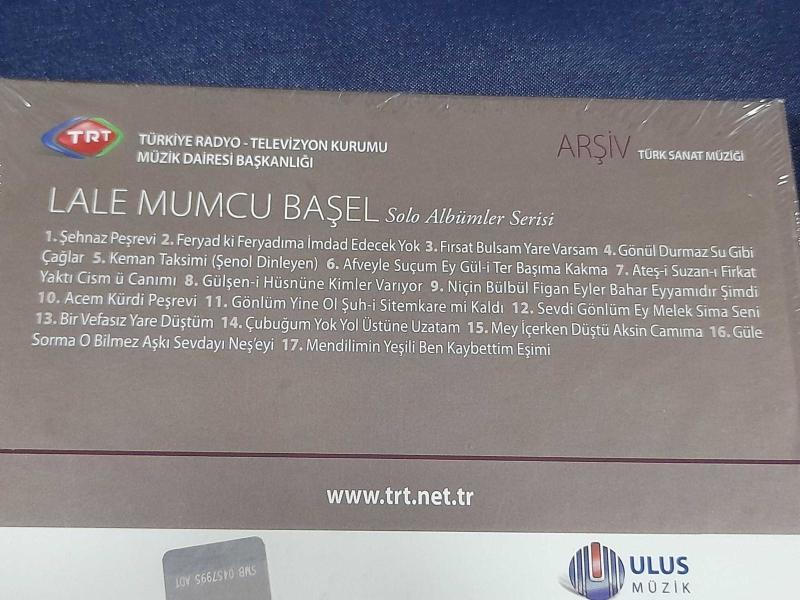 TRT
TÜRKİYE RADYO - TELEVİZYON KURUMU
MÜZİK DAİRESİ BAŞKANLIĞI
ARŞİV TÜRK SANAT MÜZİĞİ
LALE MUMCU BAŞEL Solo Albümler Serisi
1. Şehnaz Peşrevi 2. Feryad ki Feryadıma İmdad Edecek Yok 3. Fırsat Bulsam Yare Varsam 4. Gönül Durmaz Su Gibi
Çağlar 5. Keman Taksimi (Şenol Dinleyen) 6. Afveyle Suçum Ey Gül-i Ter Başıma Kakma 7. Ateş-i Suzan-ı Firkat
Yaktı Cism ü Canımı 8. Gülşen-i Hüsnüne Kimler Varıyor 9. Niçin Bülbül Figan Eyler Bahar Eyyamıdır Şimdi
10. Acem Kürdi Peşrevi 11. Gönlüm Yine Ol Şuh-i Sitemkare mi Kaldı 12. Sevdi Gönlüm Ey Melek Sima Seni
13. Bir Vefasız Yare Düştüm 14. Çubuğum Yok Yol Üstüne Uzatam 15. Mey İçerken Düştü Aksin Camıma 16. Güle
Sorma O Bilmez Aşkı Sevdayı Neş'eyi 17. Mendilimin Yeşili Ben Kaybettim Eşimi
www.trt.net.tr
SMB 0457995 ADT
ULUS
MÜZİK